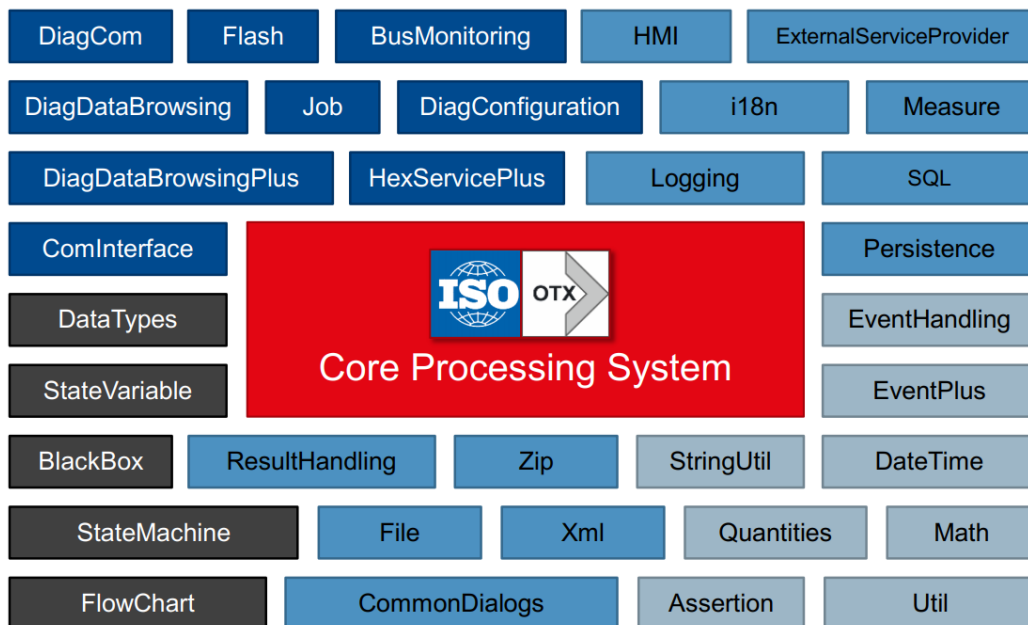 DiagCom
Flash
BusMonitoring
HMI
ExternalServiceProvider
DiagDataBrowsing
Job
DiagConfiguration
i18n
Measure
DiagDataBrowsingPlus
HexServicePlus
Logging
SQL
ComInterface
ISO
OTX
Core Processing System
Persistence
DataTypes
EventHandling
StateVariable
EventPlus
BlackBox
ResultHandling
Zip
StringUtil
DateTime
StateMachine
File
Xml
Quantities
Math
FlowChart
CommonDialogs
Assertion
Util